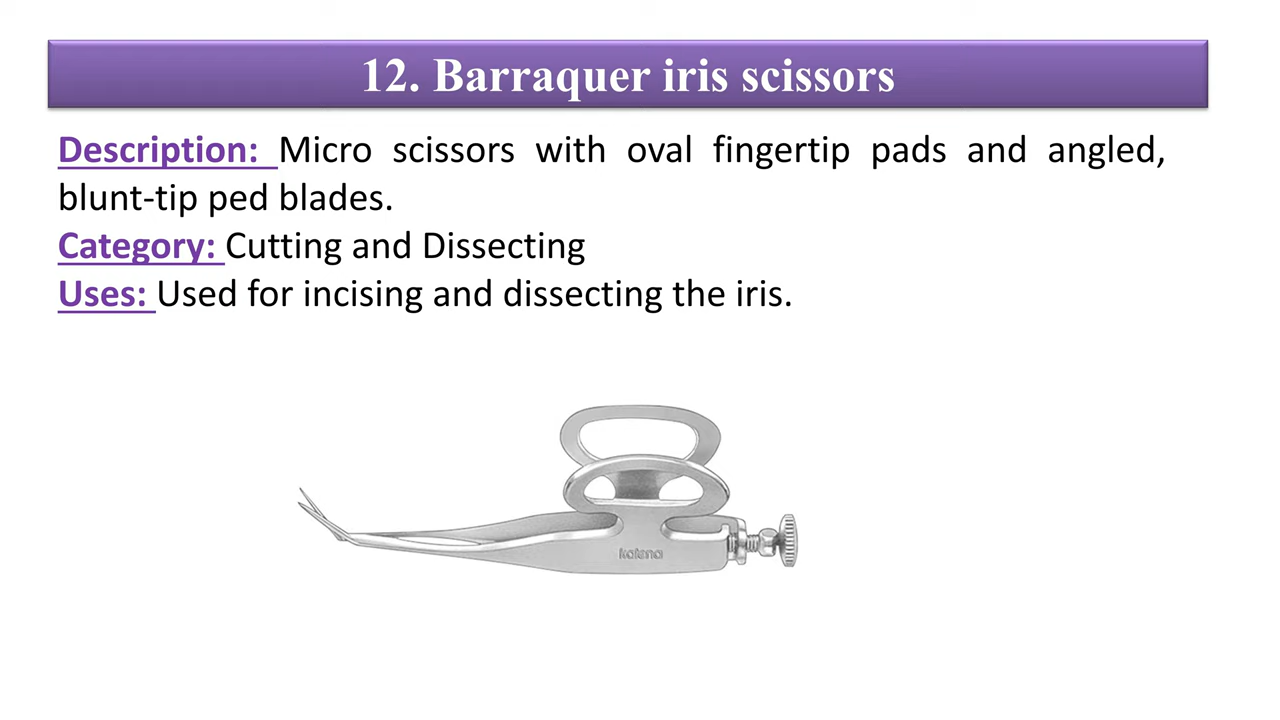 12. Barraquer iris scissors
Description: Micro scissors with oval fingertip pads and angled,
blunt-tip ped blades.
Category: Cutting and Dissecting
Uses: Used for incising and dissecting the iris.
katena